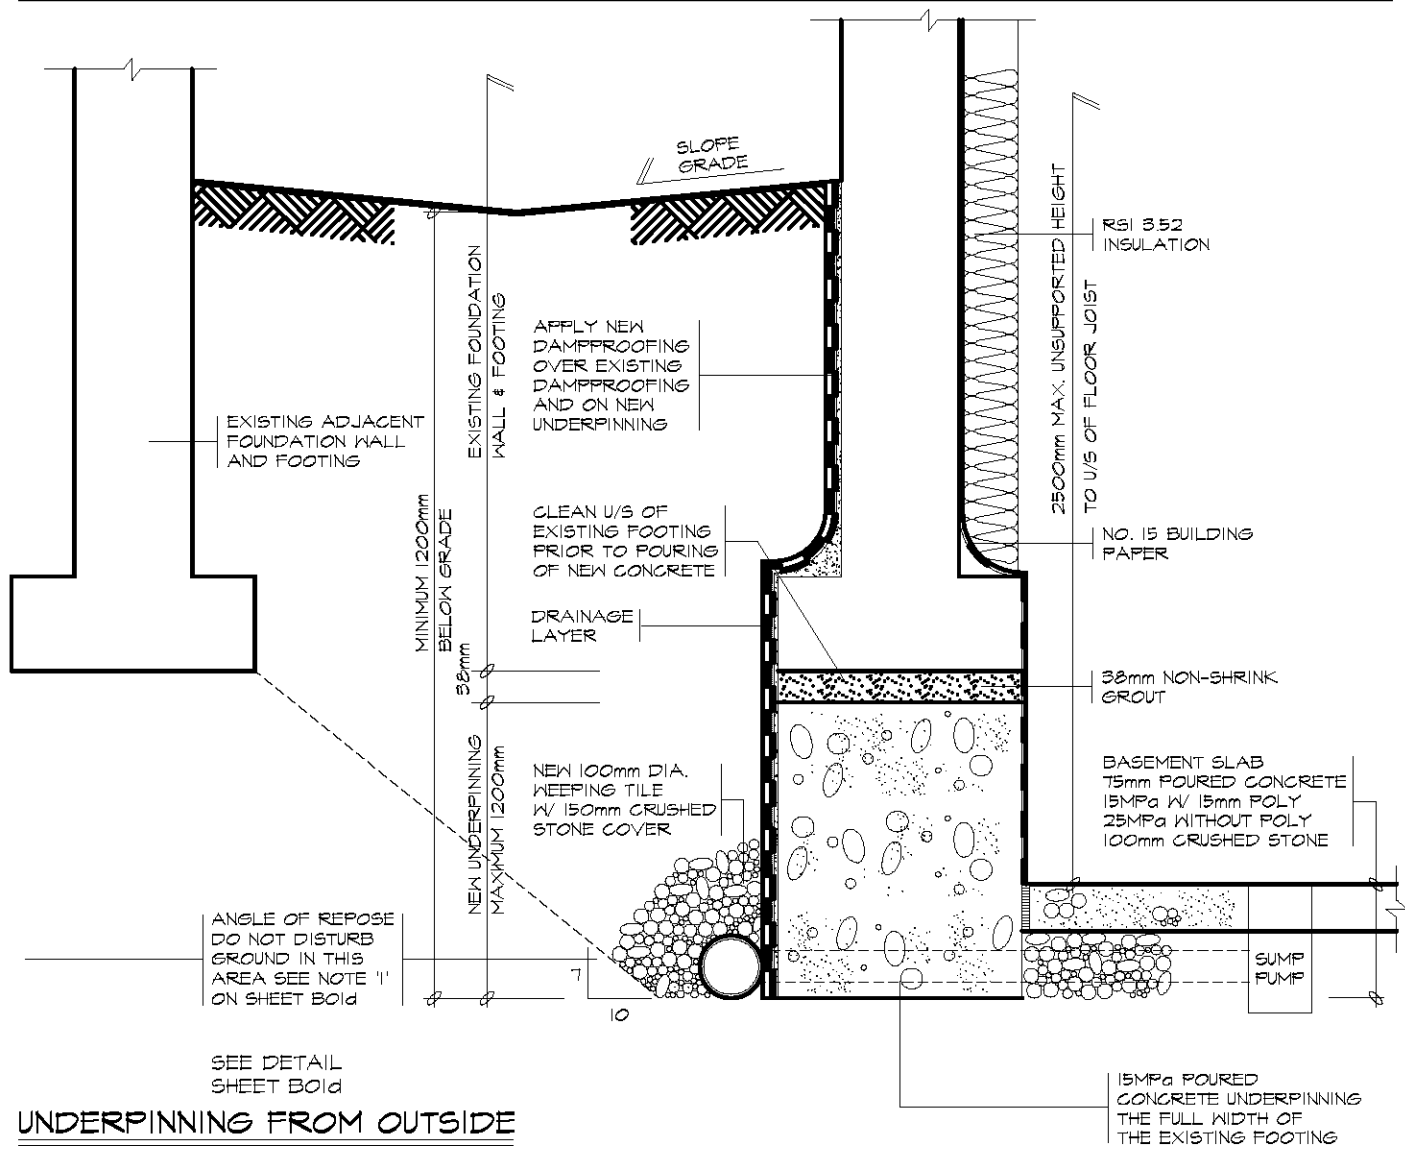 SLOPE
GRADE
RSI 3.52
INSULATION
2500mm MAX. UNSUPPORTED HEIGHT
TO U/S OF FLOOR JOIST
EXISTING FOUNDATION
WALL & FOOTING
APPLY NEW
DAMPPROOFING
OVER EXISTING
DAMPPROOFING
AND ON NEW
UNDERPINNING
EXISTING ADJACENT
FOUNDATION WALL
AND FOOTING
MINIMUM 1200mm
BELOW GRADE
CLEAN U/S OF
EXISTING FOOTING
PRIOR TO POURING
OF NEW CONCRETE
NO. 15 BUILDING
PAPER
DRAINAGE
LAYER
38mm
38mm NON-SHRINK
GROUT
NEW UNDERPINNING
MAXIMUM 1200mm
NEW 100mm DIA.
WEEPING TILE
W/ 150mm CRUSHED
STONE COVER
BASEMENT SLAB
75mm POURED CONCRETE
15MPa W/ 15mm POLY
25MPa WITHOUT POLY
100mm CRUSHED STONE
ANGLE OF REPOSE
DO NOT DISTURB
GROUND IN THIS
AREA SEE NOTE '1'
ON SHEET B01d
7
10
SUMP
PUMP
SEE DETAIL
SHEET B01d
UNDERPINNING FROM OUTSIDE
15MPa POURED
CONCRETE UNDERPINNING
THE FULL WIDTH OF
THE EXISTING FOOTING